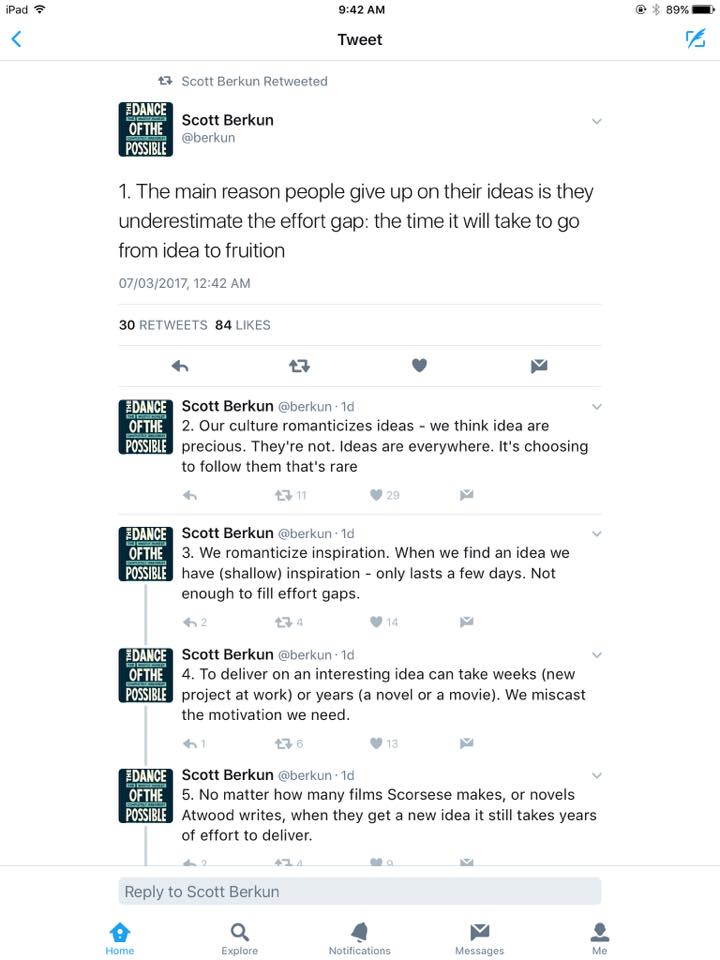 iPad 9:42 AM 89%
Tweet
Scott Berkun Retweeted
THE DANCE
OF THE
POSSIBLE
Scott Berkun
@berkun
1. The main reason people give up on their ideas is they
underestimate the effort gap: the time it will take to go
from idea to fruition
07/03/2017, 12:42 AM
30 RETWEETS 84 LIKES
THE DANCE
OF THE
POSSIBLE
Scott Berkun @berkun · 1d
2. Our culture romanticizes ideas - we think idea are
precious. They're not. Ideas are everywhere. It's choosing
to follow them that's rare
11 29
THE DANCE
OF THE
POSSIBLE
Scott Berkun @berkun · 1d
3. We romanticize inspiration. When we find an idea we
have (shallow) inspiration - only lasts a few days. Not
enough to fill effort gaps.
2 4 14
THE DANCE
OF THE
POSSIBLE
Scott Berkun @berkun · 1d
4. To deliver on an interesting idea can take weeks (new
project at work) or years (a novel or a movie). We miscast
the motivation we need.
1 6 13
THE DANCE
OF THE
POSSIBLE
Scott Berkun @berkun · 1d
5. No matter how many films Scorsese makes, or novels
Atwood writes, when they get a new idea it still takes years
of effort to deliver.
2 4 9
Reply to Scott Berkun
Home Explore Notifications Messages Me